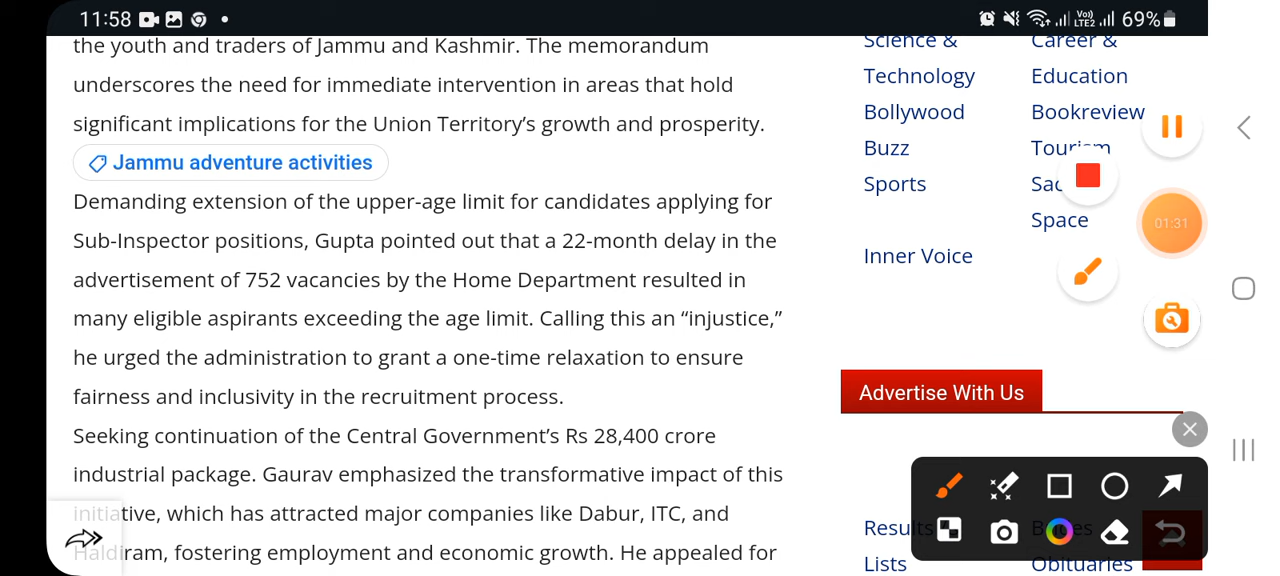 11:58
Vo))
LTE2
69%
the youth and traders of Jammu and Kashmir. The memorandum
underscores the need for immediate intervention in areas that hold
significant implications for the Union Territory’s growth and prosperity.
Jammu adventure activities
Demanding extension of the upper-age limit for candidates applying for
Sub-Inspector positions, Gupta pointed out that a 22-month delay in the
advertisement of 752 vacancies by the Home Department resulted in
many eligible aspirants exceeding the age limit. Calling this an “injustice,”
he urged the administration to grant a one-time relaxation to ensure
fairness and inclusivity in the recruitment process.
Seeking continuation of the Central Government’s Rs 28,400 crore
industrial package. Gaurav emphasized the transformative impact of this
initiative, which has attracted major companies like Dabur, ITC, and
Haldiram, fostering employment and economic growth. He appealed for
Science &
Technology
Bollywood
Buzz
Sports
Inner Voice
Career &
Education
Bookreview
Tourism
Space
01:31
Advertise With Us
Results
Lists
Obituaries